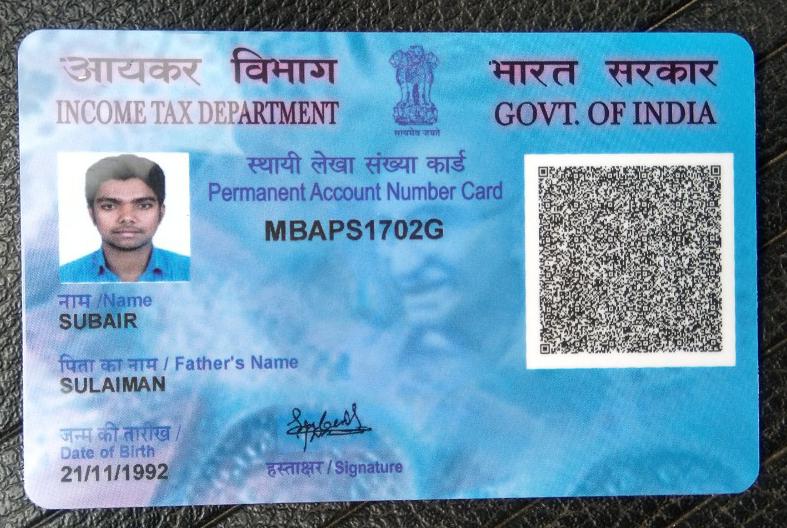 आयकर विभाग
INCOME TAX DEPARTMENT
सत्यमेव जयते
भारत सरकार
GOVT. OF INDIA
स्थायी लेखा संख्या कार्ड
Permanent Account Number Card
MBAPS1702G
नाम /Name
SUBAIR
पिता का नाम / Father's Name
SULAIMAN
जन्म की तारीख /
Date of Birth
21/11/1992
हस्ताक्षर / Signature